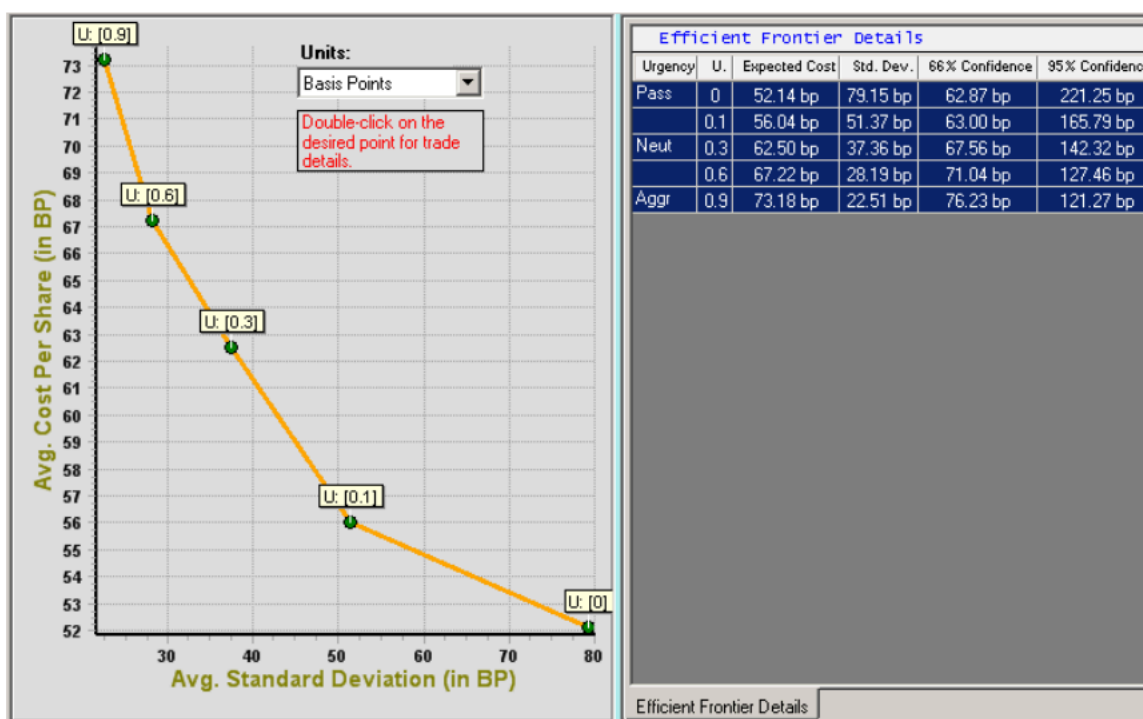 U: [0.9]
Units:
Basis Points
Double-click on the
desired point for trade
details.
73
72
71
70
69
68
67
66
65
64
63
62
61
60
59
58
57
56
55
54
53
52
U: [0.6]
U: [0.3]
U: [0.1]
U: [0]
Avg. Cost Per Share (in BP)
30 40 50 60 70 80
Avg. Standard Deviation (in BP)
Efficient Frontier Details
Urgency U. Expected Cost Std. Dev. 66% Confidence 95% Confidenc
Pass 0 52.14 bp 79.15 bp 62.87 bp 221.25 bp
0.1 56.04 bp 51.37 bp 63.00 bp 165.79 bp
Neut 0.3 62.50 bp 37.36 bp 67.56 bp 142.32 bp
0.6 67.22 bp 28.19 bp 71.04 bp 127.46 bp
Aggr 0.9 73.18 bp 22.51 bp 76.23 bp 121.27 bp
Efficient Frontier Details